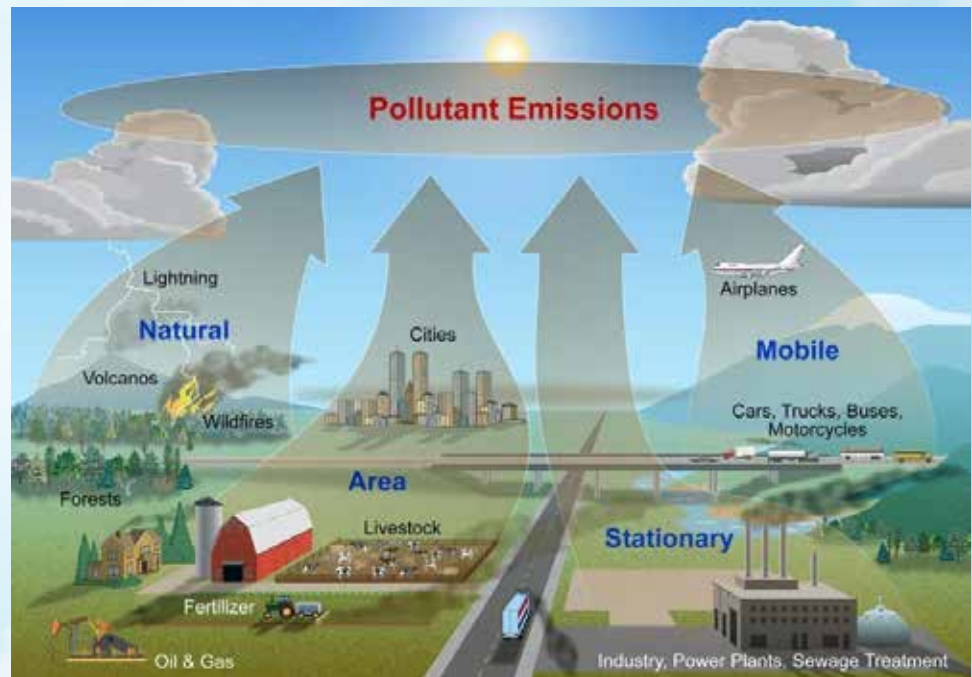 Pollutant Emissions
Lightning
Natural
Volcanos
Wildfires
Forests
Cities
Area
Livestock
Fertilizer
Oil & Gas
Airplanes
Mobile
Cars, Trucks, Buses,
Motorcycles
Stationary
Industry, Power Plants, Sewage Treatment